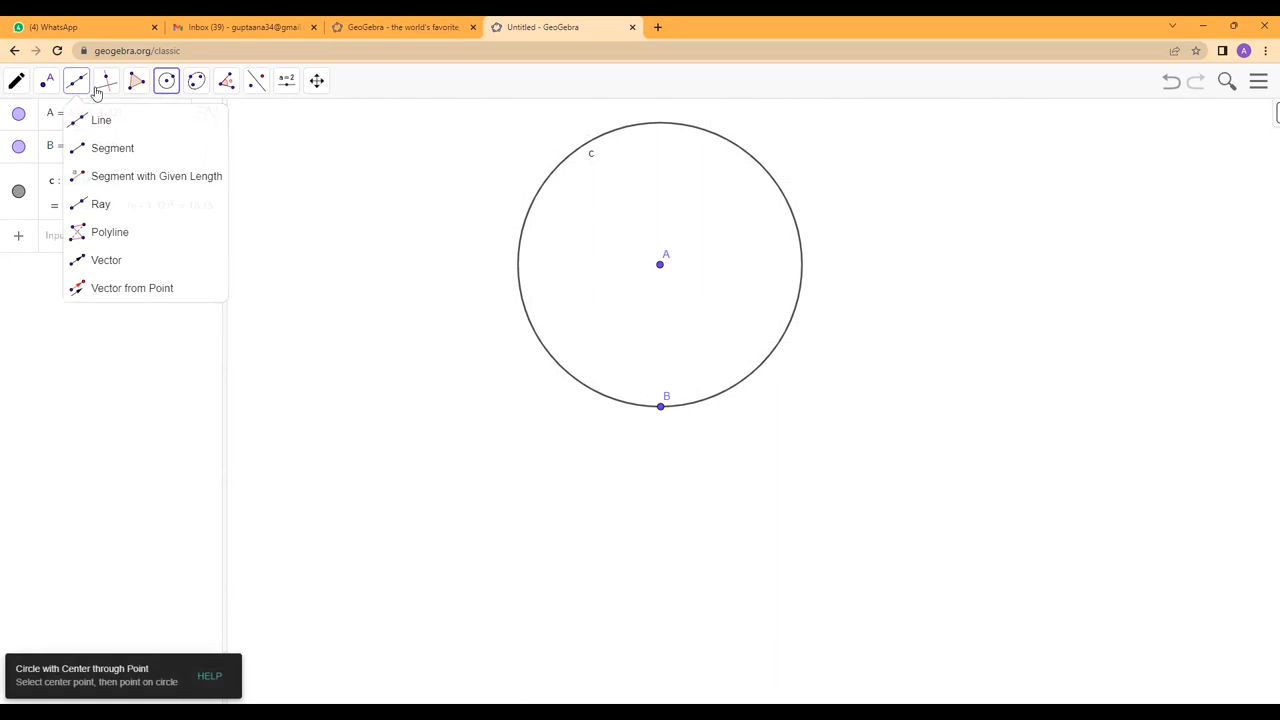 (4) WhatsApp
Inbox (39) - guptaana34@gmail
GeoGebra - the world's favorite,
Untitled - GeoGebra
geogebra.org/classic
A
A
a=2
A =
B =
c :
=
Input
Line
Segment
a
Segment with Given Length
Ray
Polyline
Vector
Vector from Point
c
A
B
Circle with Center through Point
Select center point, then point on circle
HELP